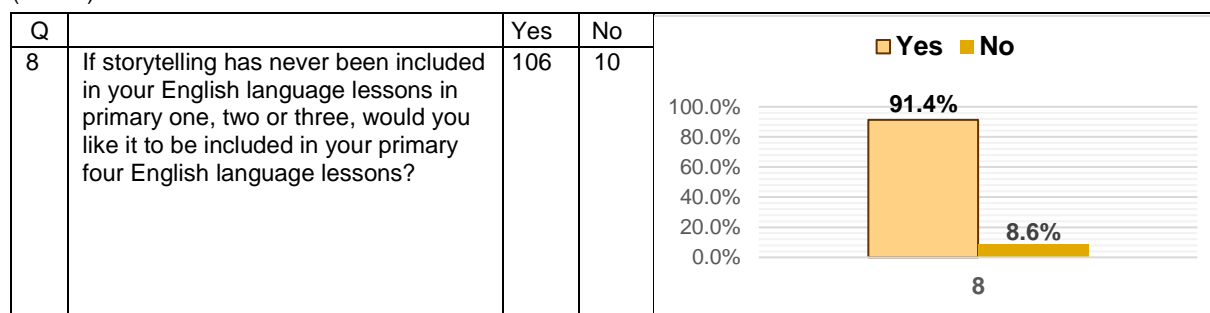 Q Yes No
8 If storytelling has never been included 106 10
in your English language lessons in
primary one, two or three, would you
like it to be included in your primary
four English language lessons?
Yes No
100.0%
80.0%
60.0%
40.0%
20.0%
0.0%
91.4%
8.6%
8